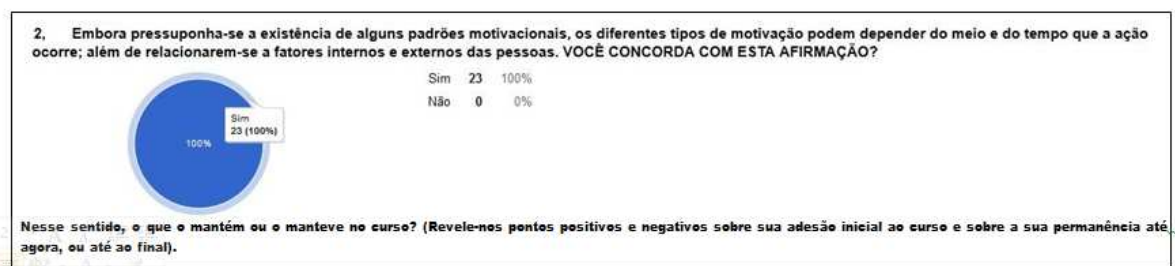 2, Embora pressuponha-se a existência de alguns padrões motivacionais, os diferentes tipos de motivação podem depender do meio e do tempo que a ação
ocorre; além de relacionarem-se a fatores internos e externos das pessoas. VOCÊ CONCORDA COM ESTA AFIRMAÇÃO?
Sim 23 100%
Não 0 0%
Sim
23 (100%)
100%
Nesse sentido, o que o mantém ou o manteve no curso? (Revele-nos pontos positivos e negativos sobre sua adesão inicial ao curso e sobre a sua permanência até
agora, ou até ao final).